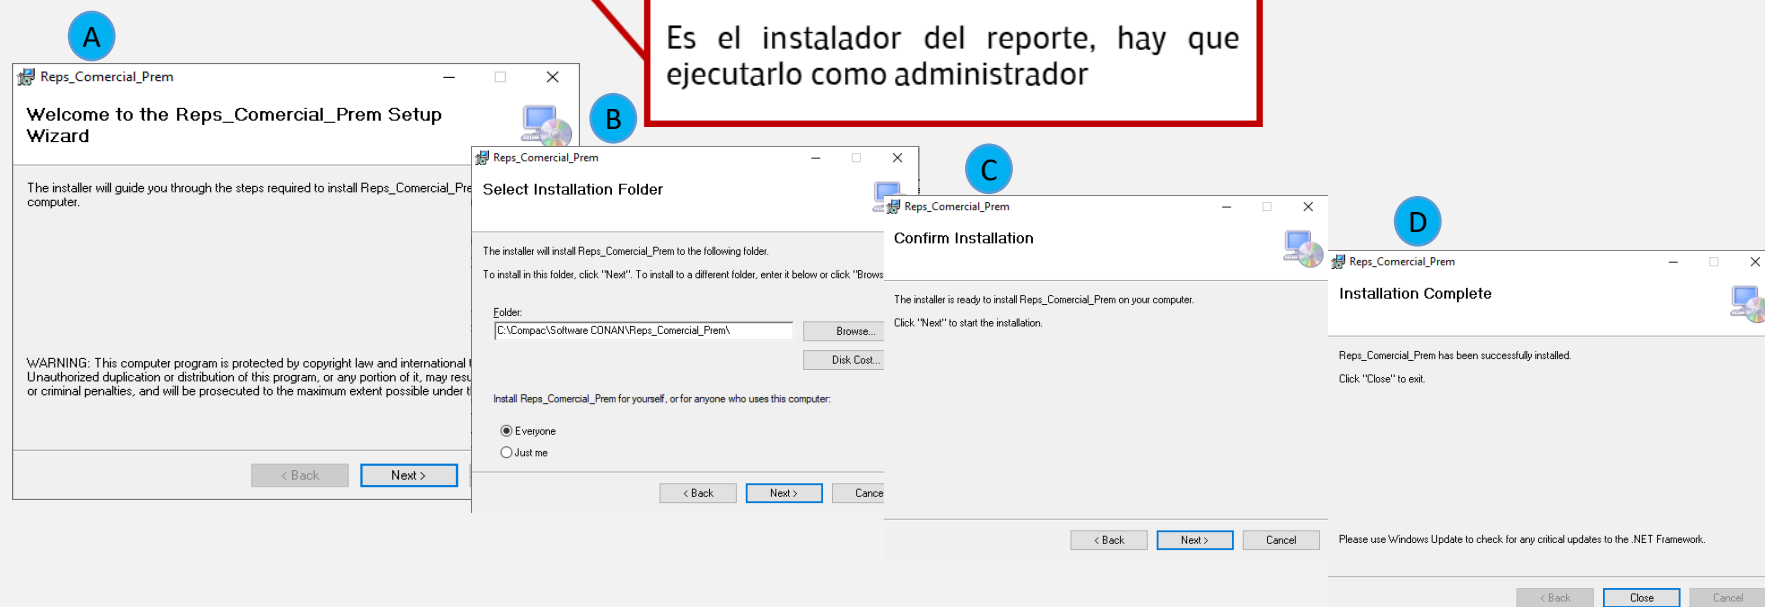 Es el instalador del reporte, hay que
ejecutarlo como administrador
A
Reps_Comercial_Prem
Welcome to the Reps_Comercial_Prem Setup
Wizard
The installer will guide you through the steps required to install Reps_Comercial_Pre
computer.
WARNING: This computer program is protected by copyright law and international
Unauthorized duplication or distribution of this program, or any portion of it, may resu
or criminal penalties, and will be prosecuted to the maximum extent possible under t
< Back
Next >
B
Reps_Comercial_Prem
Select Installation Folder
The installer will install Reps_Comercial_Prem to the following folder.
To install in this folder, click "Next". To install to a different folder, enter it below or click "Brows
Folder:
C:\Compac\Software CONAN\Reps_Comercial_Prem\
Browse...
Disk Cost...
Install Reps_Comercial_Prem for yourself, or for anyone who uses this computer:
Everyone
Just me
< Back
Next >
Cance
C
Reps_Comercial_Prem
Confirm Installation
The installer is ready to install Reps_Comercial_Prem on your computer.
Click "Next" to start the installation.
< Back
Next >
Cancel
D
Reps_Comercial_Prem
Installation Complete
Reps_Comercial_Prem has been successfully installed.
Click "Close" to exit.
Please use Windows Update to check for any critical updates to the .NET Framework.
< Back
Close
Cancel